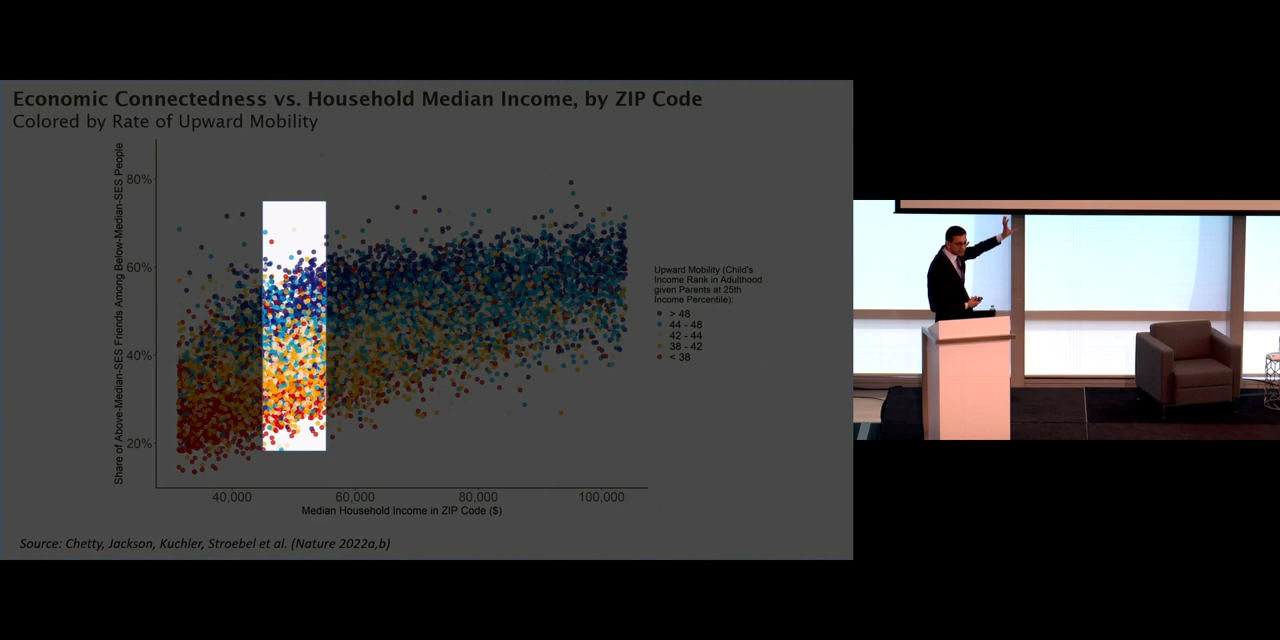 Economic Connectedness vs. Household Median Income, by ZIP Code
Colored by Rate of Upward Mobility
Share of Above-Median-SES Friends Among Below-Median-SES People
80%
60%
40%
20%
40,000
60,000
80,000
100,000
Median Household Income in ZIP Code ($)
Upward Mobility (Child's
Income Rank in Adulthood
given Parents at 25th
Income Percentile):
> 48
44 - 48
42 - 44
38 - 42
< 38
Source: Chetty, Jackson, Kuchler, Stroebel et al. (Nature 2022a,b)